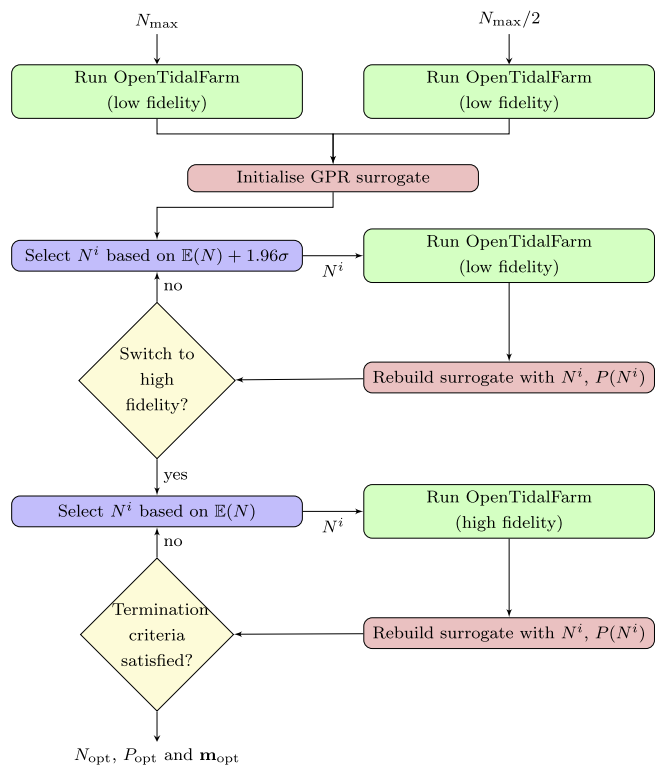 N_max
N_max/2
Run OpenTidalFarm
(low fidelity)
Run OpenTidalFarm
(low fidelity)
Initialise GPR surrogate
Select N^i based on 𝔼(N) + 1.96σ
N^i
Run OpenTidalFarm
(low fidelity)
no
Switch to
high
fidelity?
Rebuild surrogate with N^i, P(N^i)
yes
Select N^i based on 𝔼(N)
N^i
Run OpenTidalFarm
(high fidelity)
no
Termination
criteria
satisfied?
Rebuild surrogate with N^i, P(N^i)
N_opt, P_opt and m_opt